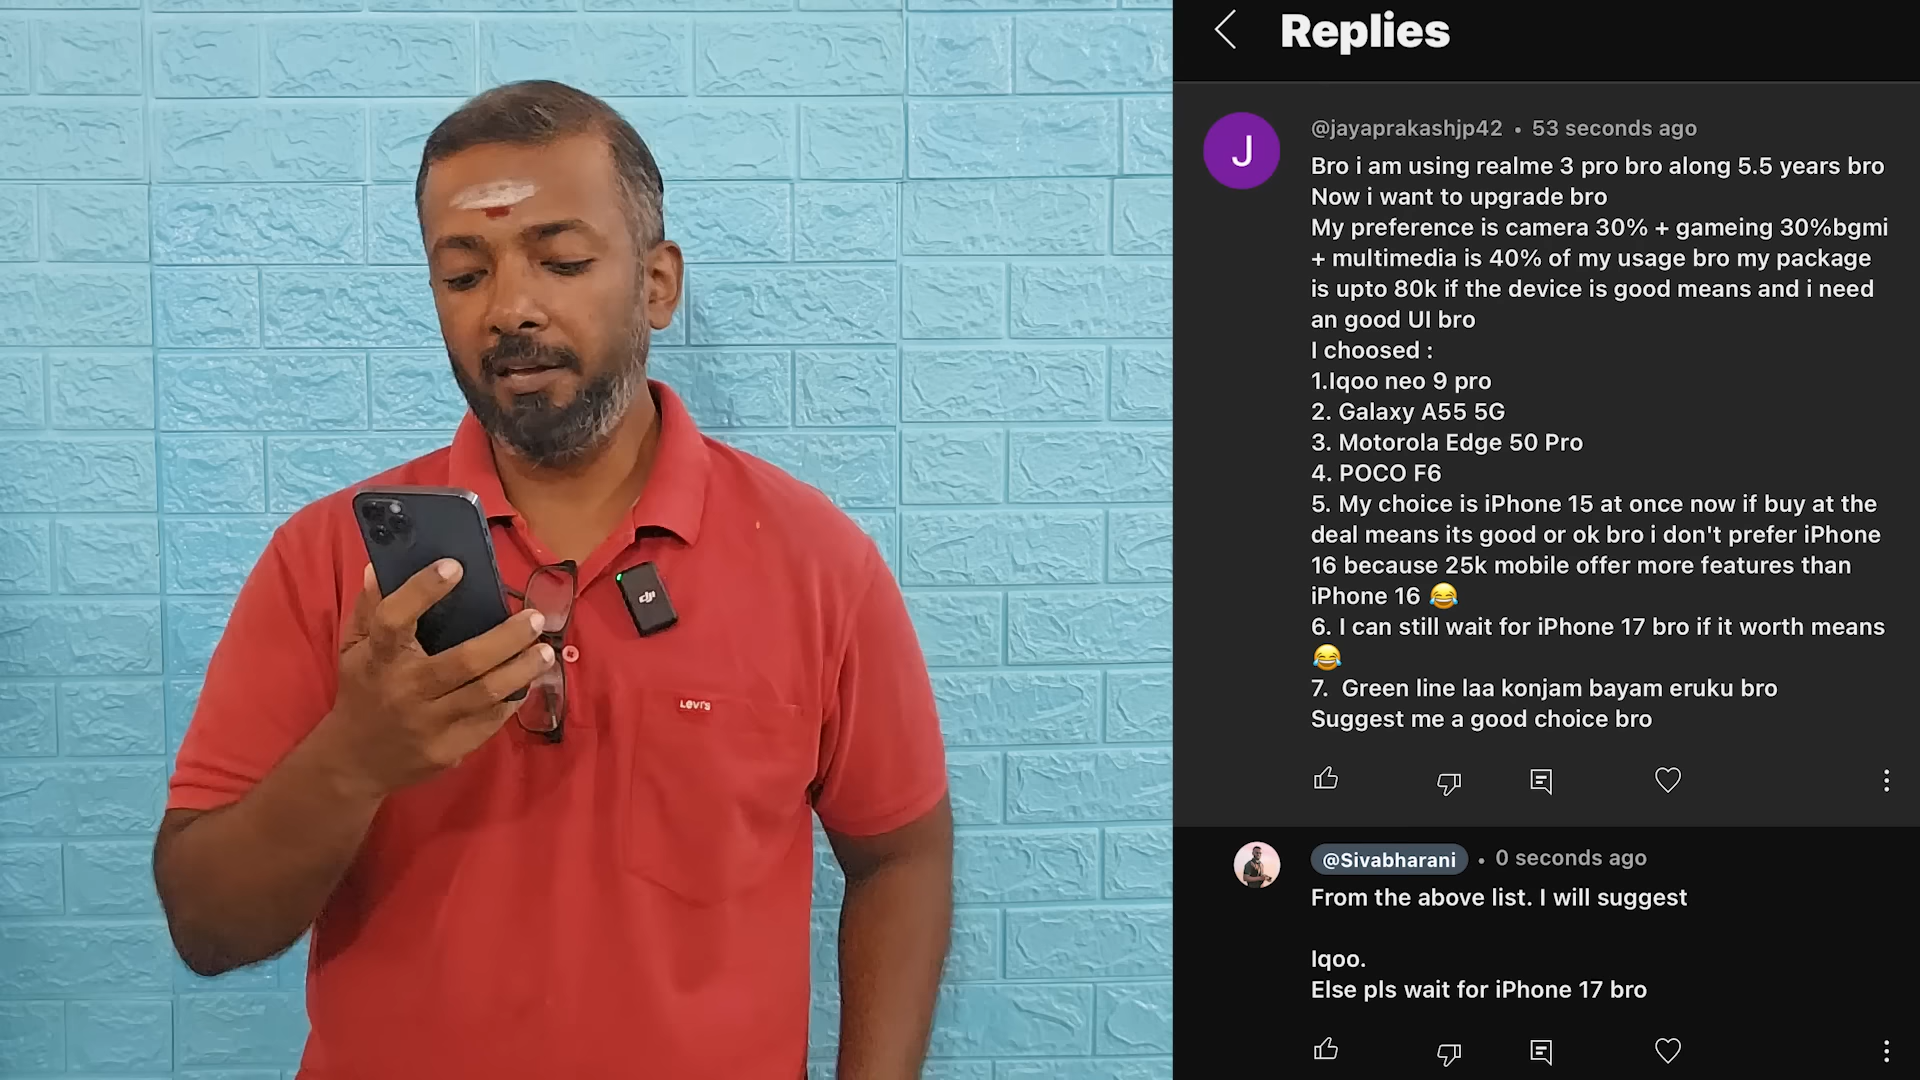 Replies
J
@jayaprakashjp42 • 53 seconds ago
Bro i am using realme 3 pro bro along 5.5 years bro
Now i want to upgrade bro
My preference is camera 30% + gameing 30%bgmi
+ multimedia is 40% of my usage bro my package
is upto 80k if the device is good means and i need
an good UI bro
I choosed :
1.Iqoo neo 9 pro
2. Galaxy A55 5G
3. Motorola Edge 50 Pro
4. POCO F6
5. My choice is iPhone 15 at once now if buy at the
deal means its good or ok bro i don't prefer iPhone
16 because 25k mobile offer more features than
iPhone 16 😂
6. I can still wait for iPhone 17 bro if it worth means
😂
7.  Green line laa konjam bayam eruku bro
Suggest me a good choice bro
@Sivabharani • 0 seconds ago
From the above list. I will suggest
Iqoo.
Else pls wait for iPhone 17 bro
dji
Levi's